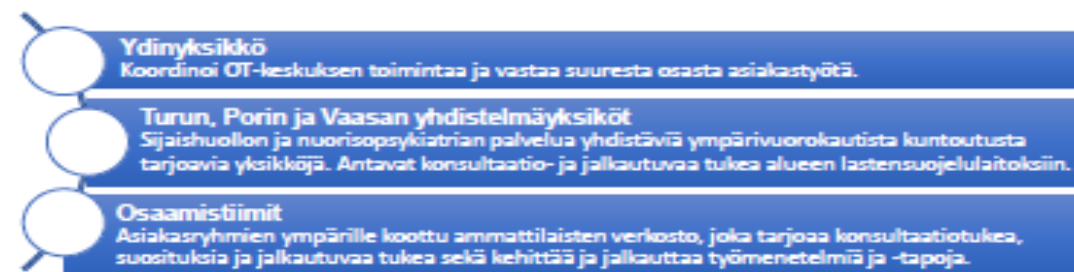 Ydinyksikkö
Koordinoi OT-keskuksen toimintaa ja vastaa suuresta osasta asiakastyötä.
Turun, Porin ja Vaasan yhdistelmäyksiköt
Sijaishuollon ja nuorisopsykiatrian palvelua yhdistäviä ympärivuorokautista kuntoutusta
tarjoavia yksikköjä. Antavat konsultaatio- ja jalkautuvaa tukea alueen lastensuojelulaitoksiin.
Osaamistiimit
Asiakasryhmien ympärille koottu ammattilaisten verkosto, joka tarjoaa konsultaatiotukea,
suosituksia ja jalkautuvaa tukea sekä kehittää ja jalkauttaa työmenetelmiä ja -tapoja.